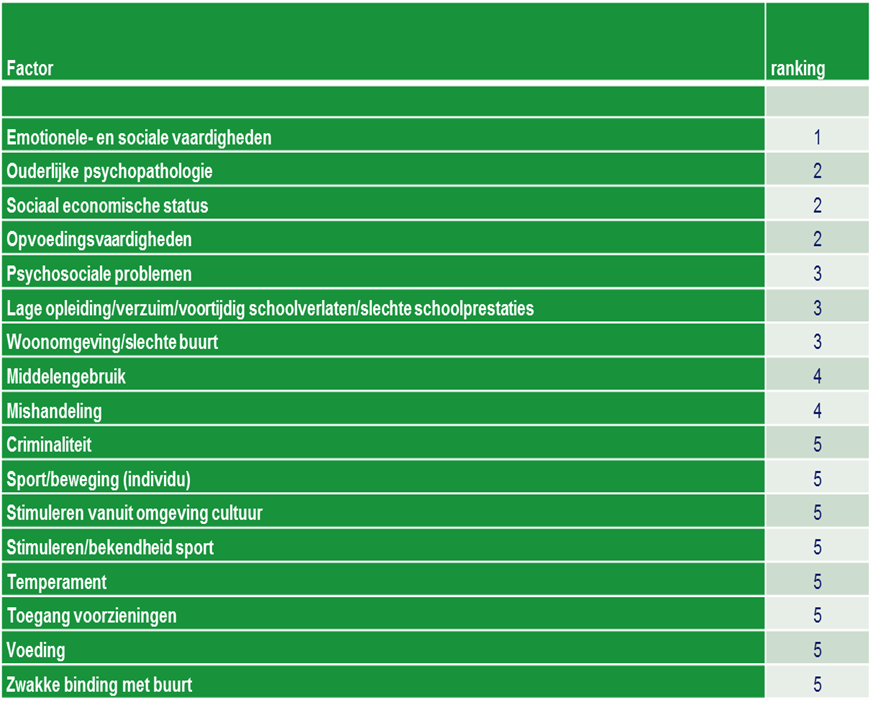 Factor ranking
Emotionele- en sociale vaardigheden 1
Ouderlijke psychopathologie 2
Sociaal economische status 2
Opvoedingsvaardigheden 2
Psychosociale problemen 3
Lage opleiding/verzuim/voortijdig schoolverlaten/slechte schoolprestaties 3
Woonomgeving/slechte buurt 3
Middelengebruik 4
Mishandeling 4
Criminaliteit 5
Sport/beweging (individu) 5
Stimuleren vanuit omgeving cultuur 5
Stimuleren/bekendheid sport 5
Temperament 5
Toegang voorzieningen 5
Voeding 5
Zwakke binding met buurt 5